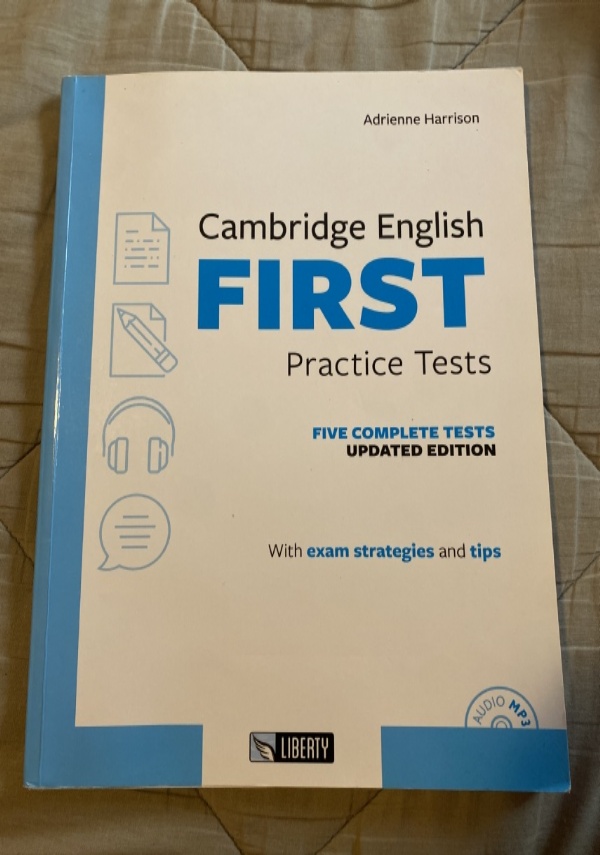 Adrienne Harrison
Cambridge English
FIRST
Practice Tests
FIVE COMPLETE TESTS
UPDATED EDITION
With exam strategies and tips
AUDIO MP3
LIBERTY